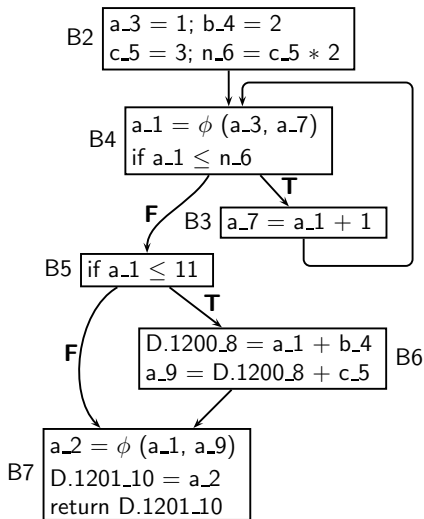 B2
a_3 = 1; b_4 = 2
c_5 = 3; n_6 = c_5 * 2
B4
a_1 = ϕ (a_3, a_7)
if a_1 ≤ n_6
F
T
B3
a_7 = a_1 + 1
B5
if a_1 ≤ 11
F
T
D.1200_8 = a_1 + b_4
a_9 = D.1200_8 + c_5
B6
B7
a_2 = ϕ (a_1, a_9)
D.1201_10 = a_2
return D.1201_10